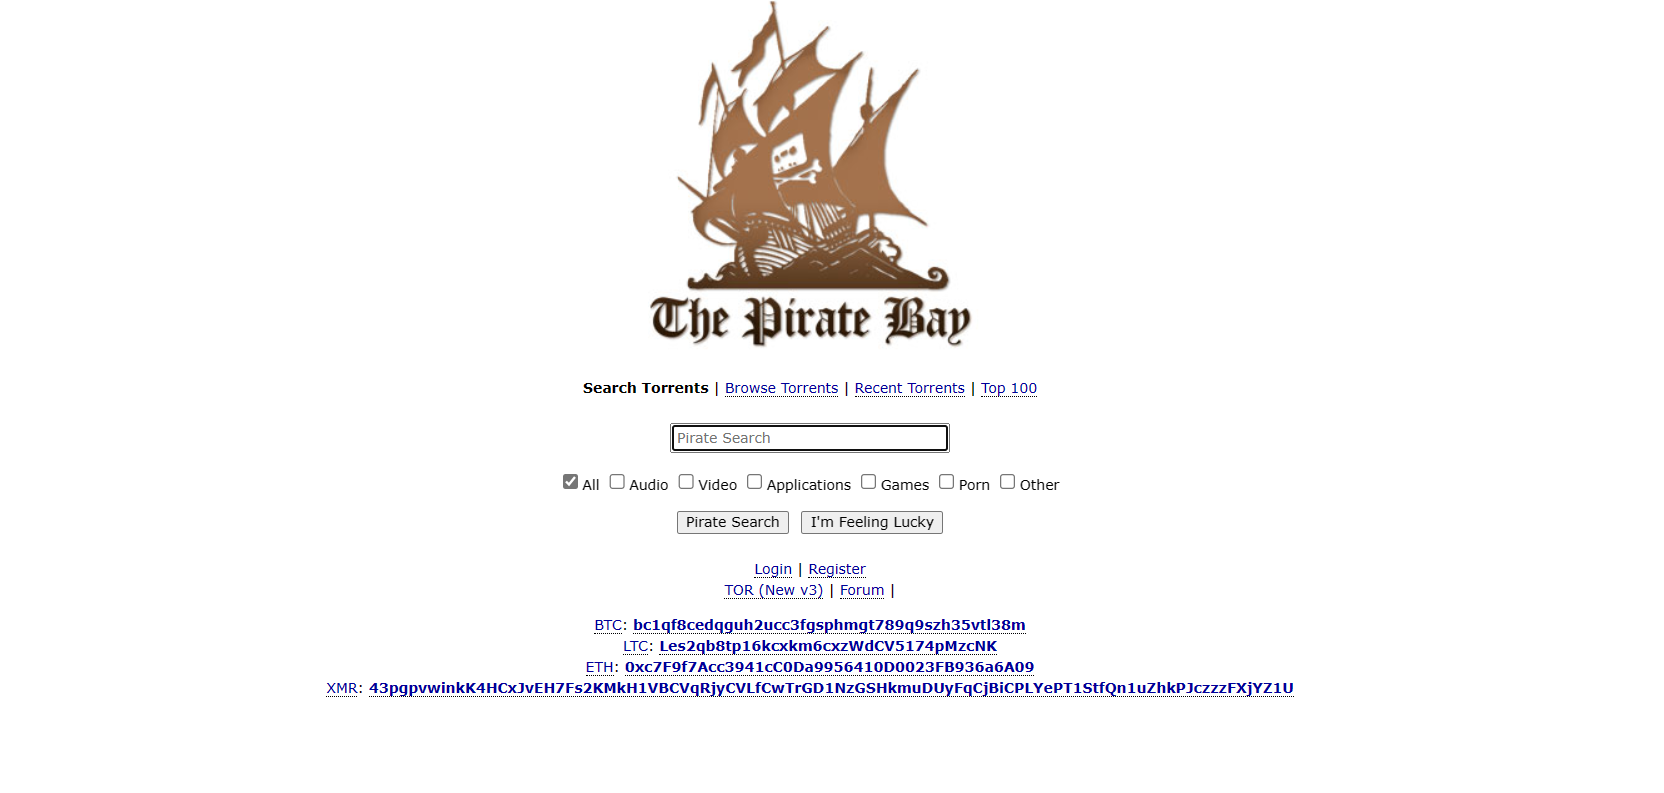 The Pirate Bay
Search Torrents | Browse Torrents | Recent Torrents | Top 100
Pirate Search
All Audio Video Applications Games Porn Other
Pirate Search I'm Feeling Lucky
Login | Register
TOR (New v3) | Forum |
BTC: bc1qf8cedqguh2ucc3fgsphmgt789q9szh35vtl38m
LTC: Les2qb8tp16kcxkm6cxzWdCV5174pMzcNK
ETH: 0xc7F9f7Acc3941cC0Da9956410D0023FB936a6A09
XMR: 43pgpvwinkK4HCxJvEH7Fs2KMkH1VBCVqRjyCVLfCwTrGD1NzGSHkmuDUyFqCjBiCPLYePT1StfQn1uZhkPJczzzFXjYZ1U